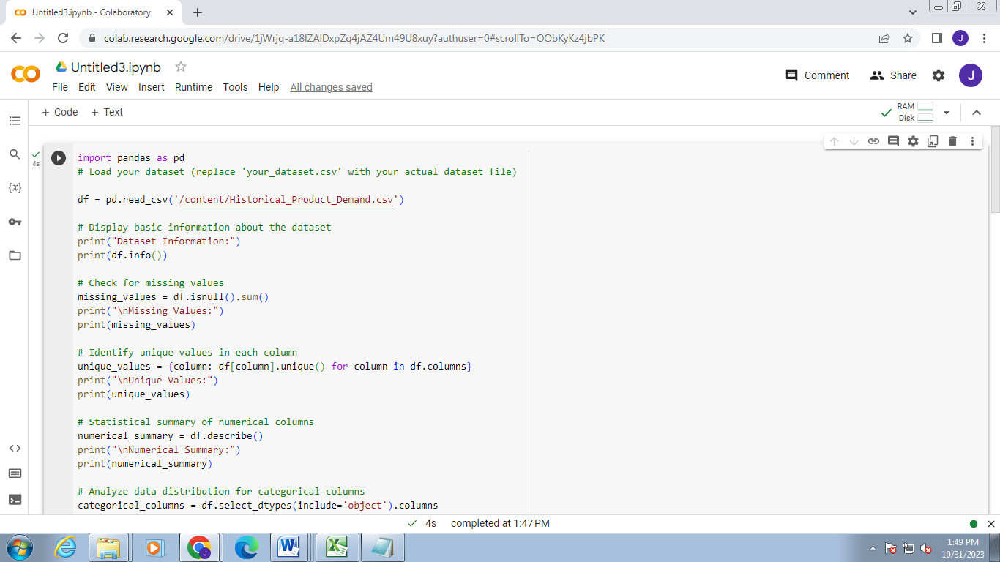 Untitled3.ipynb - Colaboratory
colab.research.google.com/drive/1jWrjq-a18lZAlDxpZq4jAZ4Um49U8xuy?authuser=0#scrollTo=OObKyKz4jbPK
J
Untitled3.ipynb
File Edit View Insert Runtime Tools Help All changes saved
Comment Share J
+ Code + Text
RAM
Disk
4s
import pandas as pd
# Load your dataset (replace 'your_dataset.csv' with your actual dataset file)
df = pd.read_csv('/content/Historical_Product_Demand.csv')
# Display basic information about the dataset
print("Dataset Information:")
print(df.info())
# Check for missing values
missing_values = df.isnull().sum()
print("\nMissing Values:")
print(missing_values)
# Identify unique values in each column
unique_values = {column: df[column].unique() for column in df.columns}
print("\nUnique Values:")
print(unique_values)
# Statistical summary of numerical columns
numerical_summary = df.describe()
print("\nNumerical Summary:")
print(numerical_summary)
# Analyze data distribution for categorical columns
categorical_columns = df.select_dtypes(include='object').columns
4s completed at 1:47 PM
1:49 PM
10/31/2023